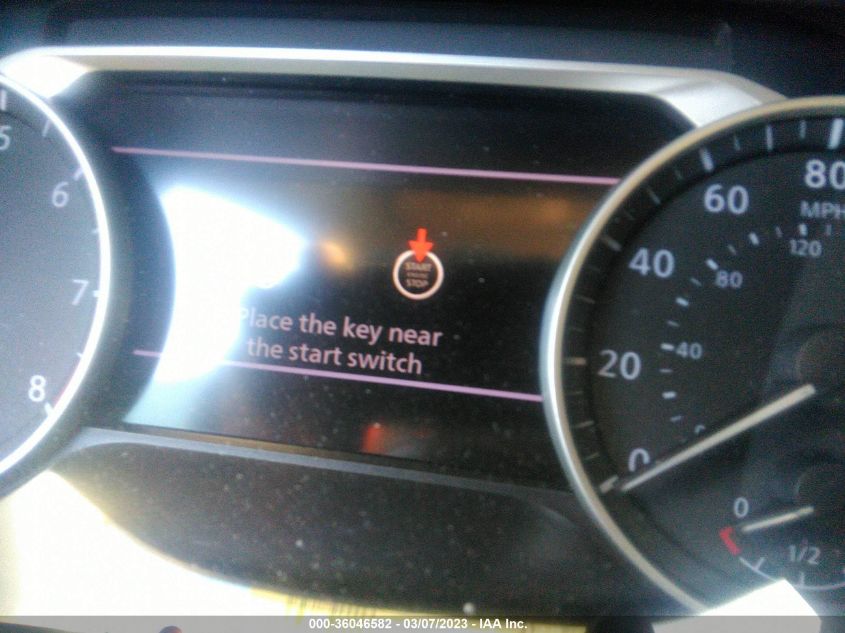 5
6
7
8
START
STOP
Place the key near
the start switch
80
MPH
60
120
40
80
20
40
0
0
1/2
000-36046582 — 03/07/2023 — IAA Inc.